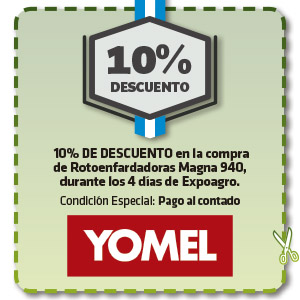 10%
DESCUENTO
10% DE DESCUENTO en la compra
de Rotoenfardadoras Magna 940,
durante los 4 días de Expoagro.
Condición Especial: Pago al contado
YOMEL